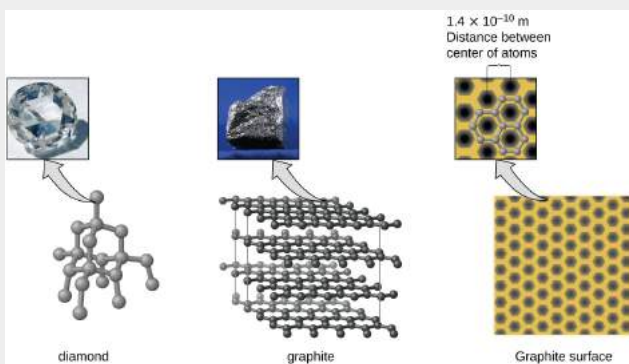 1.4 × 10⁻¹⁰ m
Distance between
center of atoms
diamond
graphite
Graphite surface